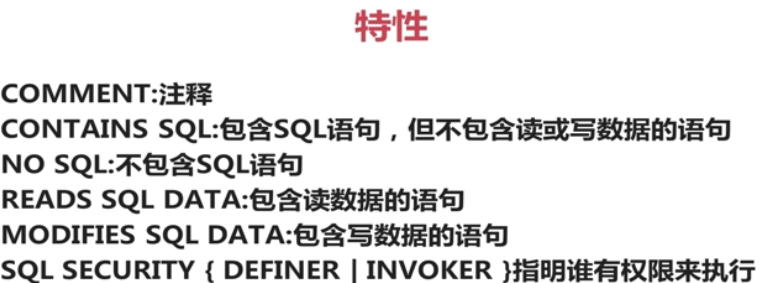 特性
COMMENT:注释
CONTAINS SQL:包含SQL语句，但不包含读或写数据的语句
NO SQL:不包含SQL语句
READS SQL DATA:包含读数据的语句
MODIFIES SQL DATA:包含写数据的语句
SQL SECURITY { DEFINER | INVOKER }指明谁有权限来执行